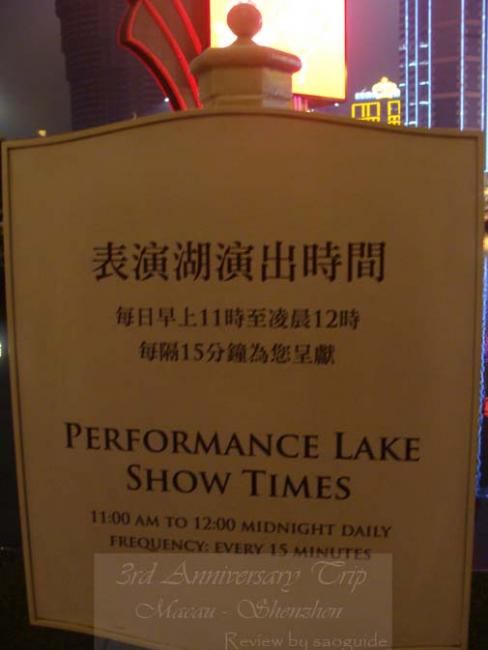 表演湖演出時間
每日早上11時至凌晨12時
每隔15分鐘為您呈獻
PERFORMANCE LAKE
SHOW TIMES
11:00 AM TO 12:00 MIDNIGHT DAILY
FREQUENCY: EVERY 15 MINUTES
3rd Anniversary Trip
Macau - Shenzhen
Review by saoguide